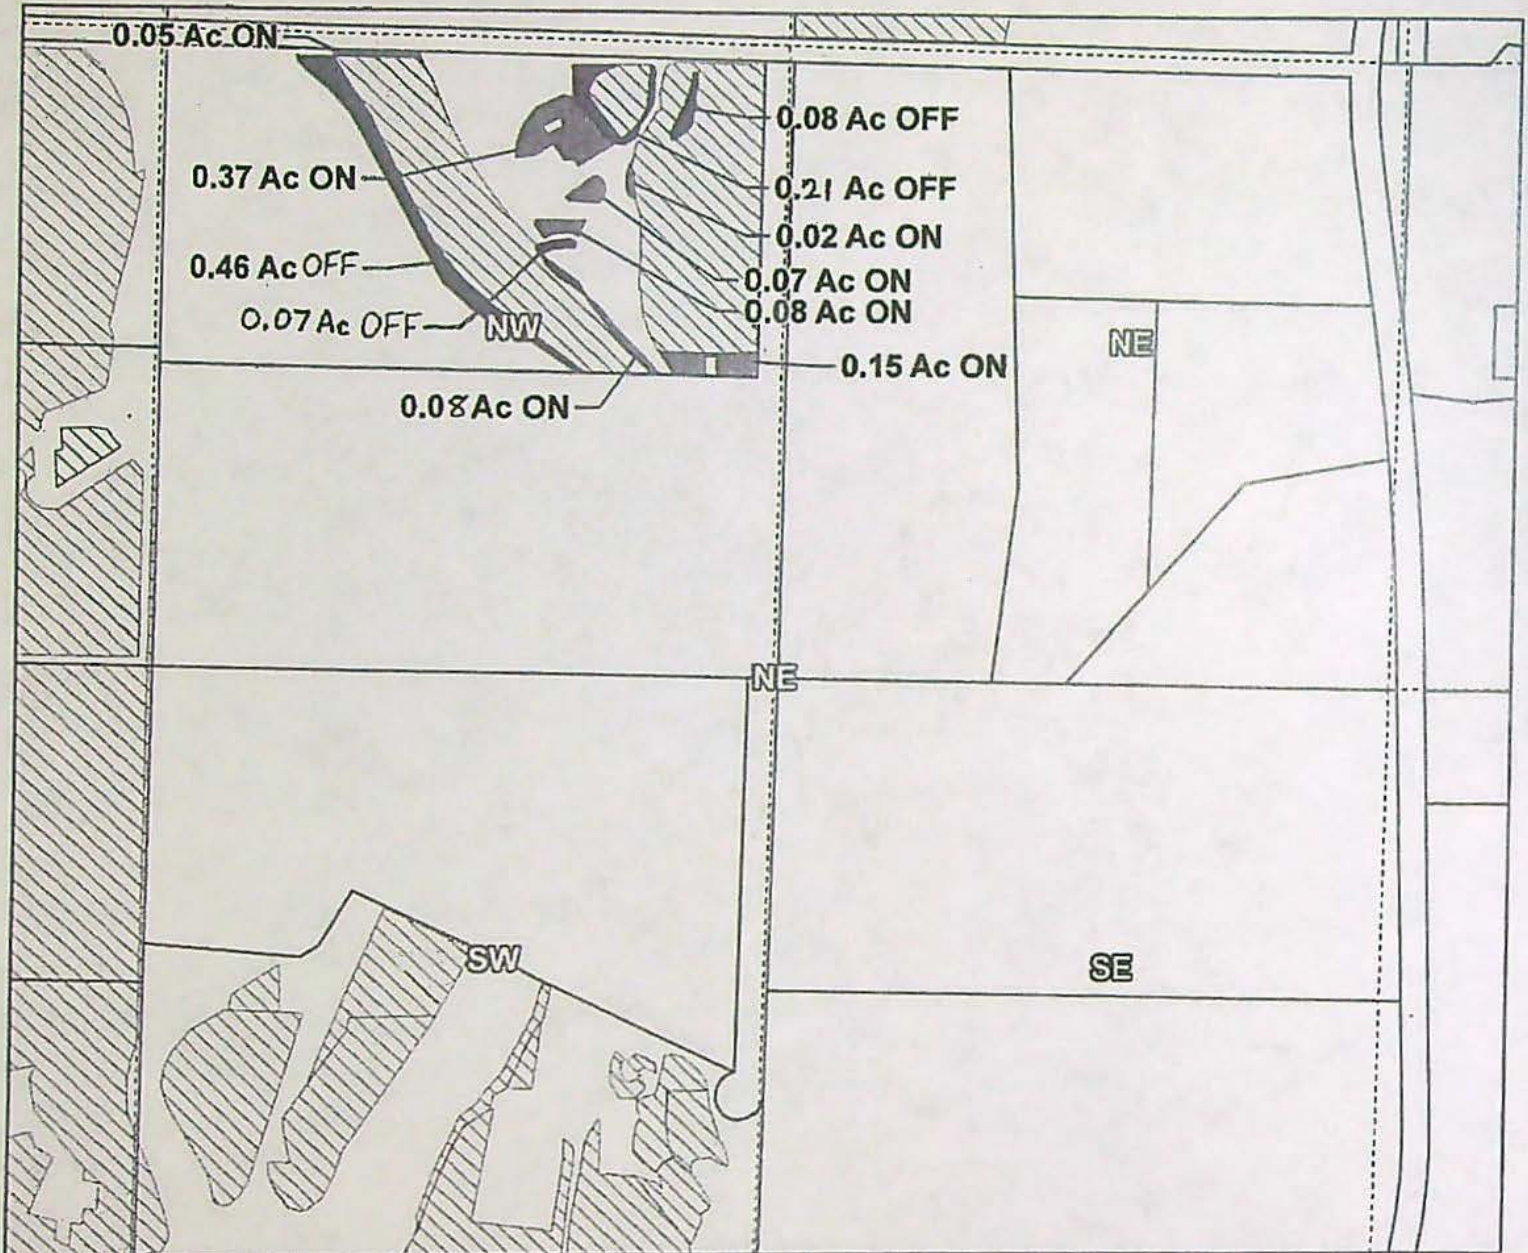 0.05 Ac ON
0.08 Ac OFF
0.37 Ac ON
0.21 Ac OFF
0.02 Ac ON
0.46 Ac OFF
0.07 Ac ON
0.08 Ac ON
0.07 Ac OFF
NW
NE
0.15 Ac ON
0.08 Ac ON
NE
SW
SE